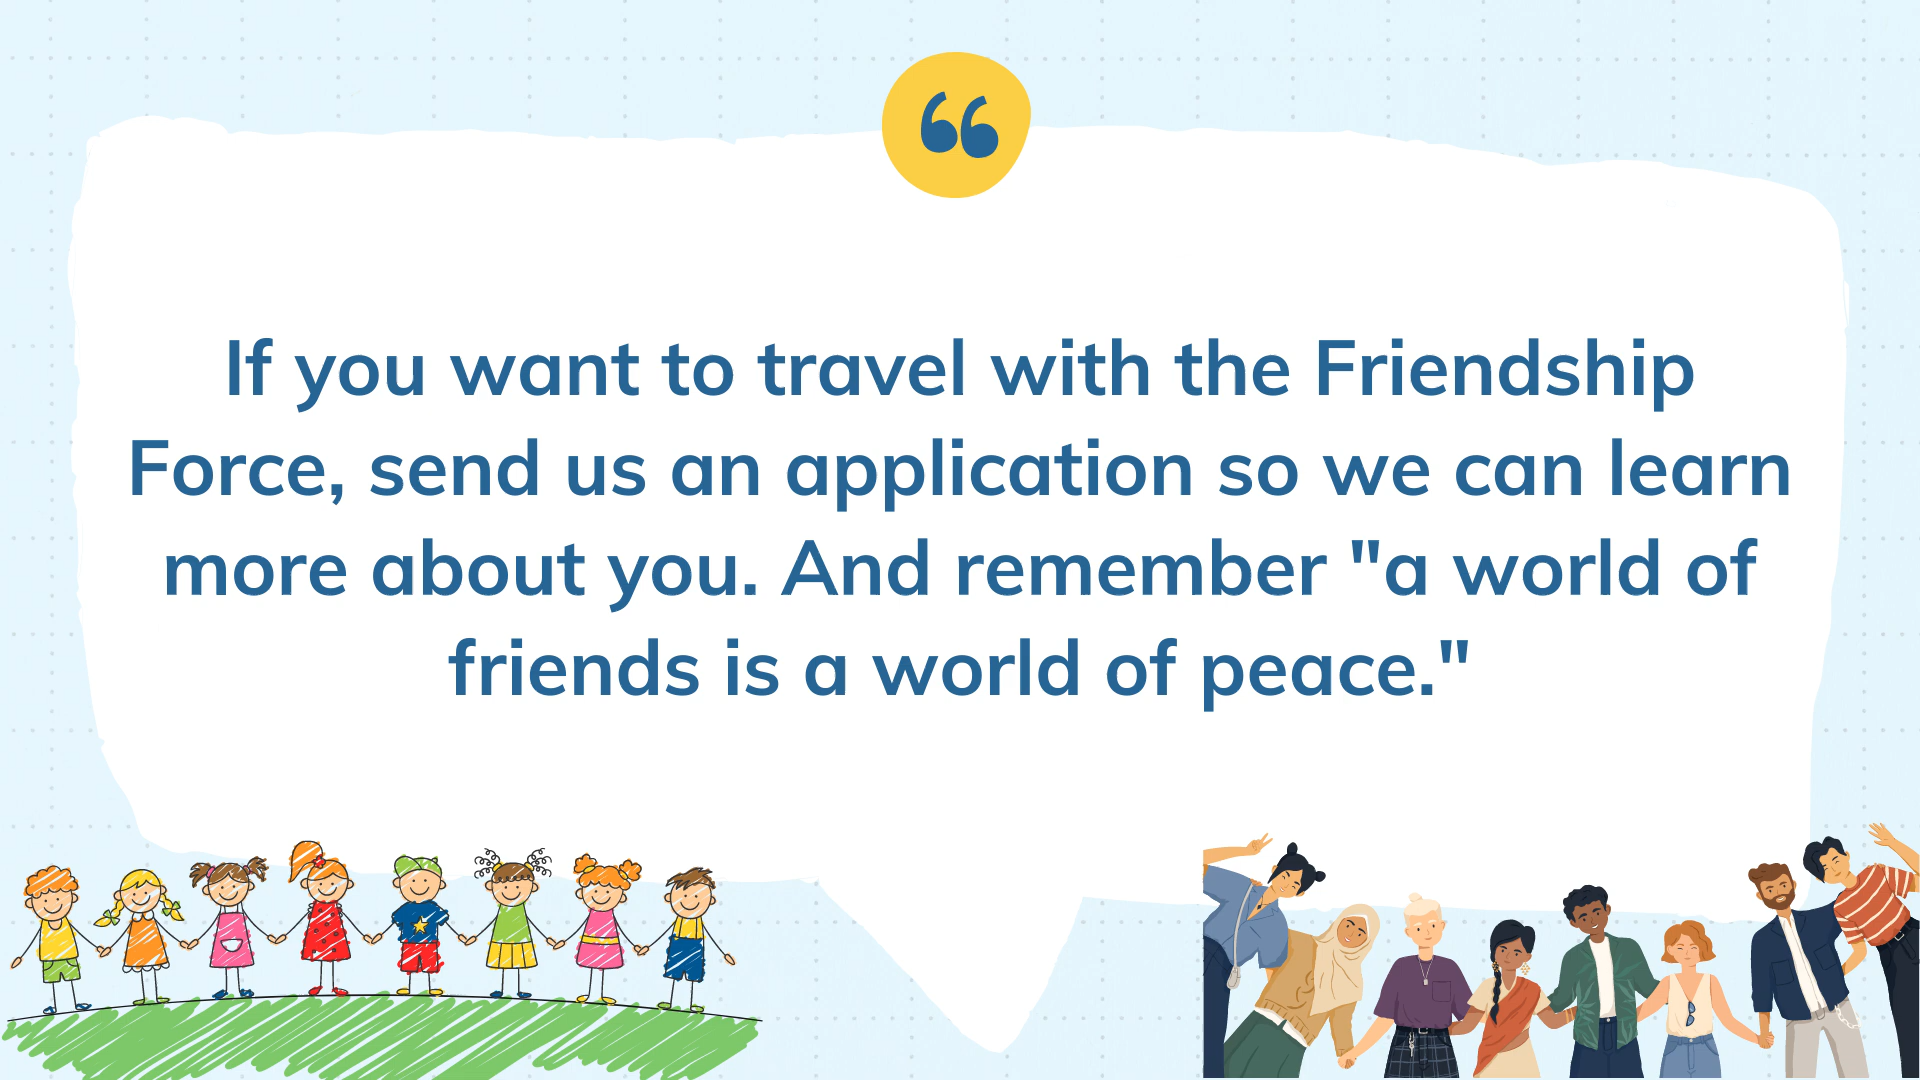 “
If you want to travel with the Friendship
Force, send us an application so we can learn
more about you. And remember "a world of
friends is a world of peace."